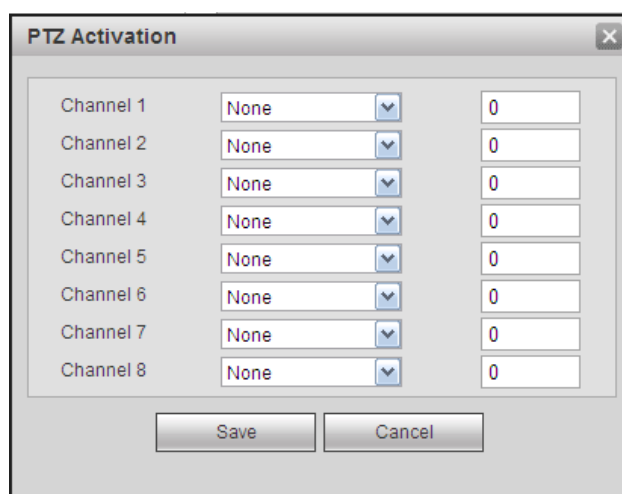 PTZ Activation
Channel 1 None 0
Channel 2 None 0
Channel 3 None 0
Channel 4 None 0
Channel 5 None 0
Channel 6 None 0
Channel 7 None 0
Channel 8 None 0
Save Cancel